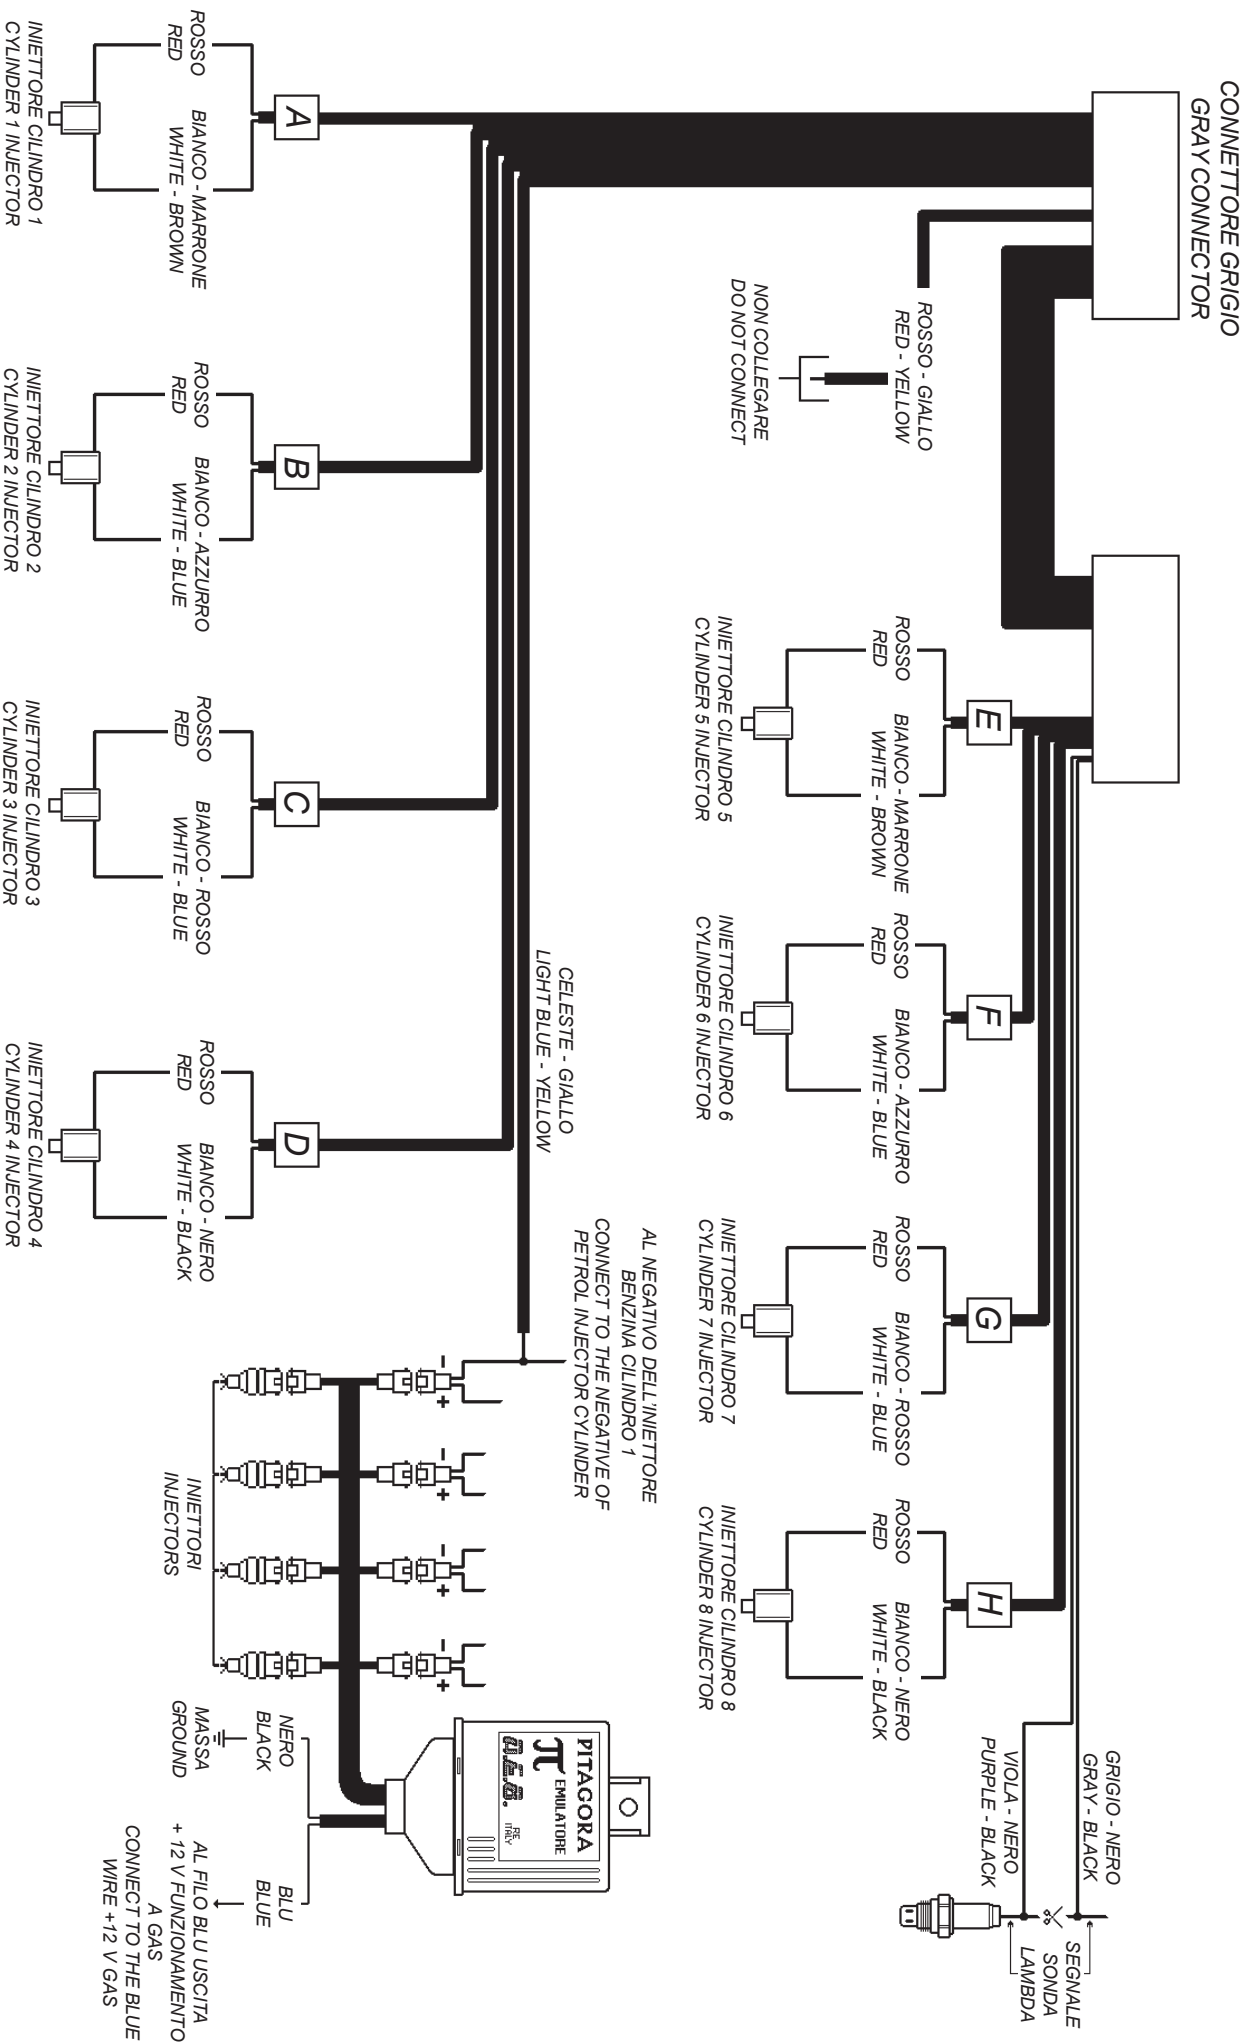 CONNETTORE GRIGIO
GRAY CONNECTOR
ROSSO - GIALLO
RED - YELLOW
NON COLLEGARE
DO NOT CONNECT
E
ROSSO
RED
BIANCO - MARRONE
WHITE - BROWN
INIETTORE CILINDRO 5
CYLINDER 5 INJECTOR
F
ROSSO
RED
BIANCO - AZZURRO
WHITE - BLUE
INIETTORE CILINDRO 6
CYLINDER 6 INJECTOR
G
ROSSO
RED
BIANCO - ROSSO
WHITE - BLUE
INIETTORE CILINDRO 7
CYLINDER 7 INJECTOR
H
ROSSO
RED
BIANCO - NERO
WHITE - BLACK
INIETTORE CILINDRO 8
CYLINDER 8 INJECTOR
GRIGIO - NERO
GRAY - BLACK
VIOLA - NERO
PURPLE - BLACK
SEGNALE
SONDA
LAMBDA
A
ROSSO
RED
BIANCO - MARRONE
WHITE - BROWN
INIETTORE CILINDRO 1
CYLINDER 1 INJECTOR
B
ROSSO
RED
BIANCO - AZZURRO
WHITE - BLUE
INIETTORE CILINDRO 2
CYLINDER 2 INJECTOR
C
ROSSO
RED
BIANCO - ROSSO
WHITE - BLUE
INIETTORE CILINDRO 3
CYLINDER 3 INJECTOR
D
ROSSO
RED
BIANCO - NERO
WHITE - BLACK
INIETTORE CILINDRO 4
CYLINDER 4 INJECTOR
CELESTE - GIALLO
LIGHT BLUE - YELLOW
AL NEGATIVO DELL'INIETTORE
BENZINA CILINDRO 1
CONNECT TO THE NEGATIVE OF
PETROL INJECTOR CYLINDER
- +
- +
- +
- +
INIETTORI
INJECTORS
PITAGORA
π EMULATORE
A.E.B. RE
ITALY
NERO
BLACK
MASSA
GROUND
BLU
BLUE
AL FILO BLU USCITA
+ 12 V FUNZIONAMENTO
A GAS
CONNECT TO THE BLUE
WIRE +12 V GAS